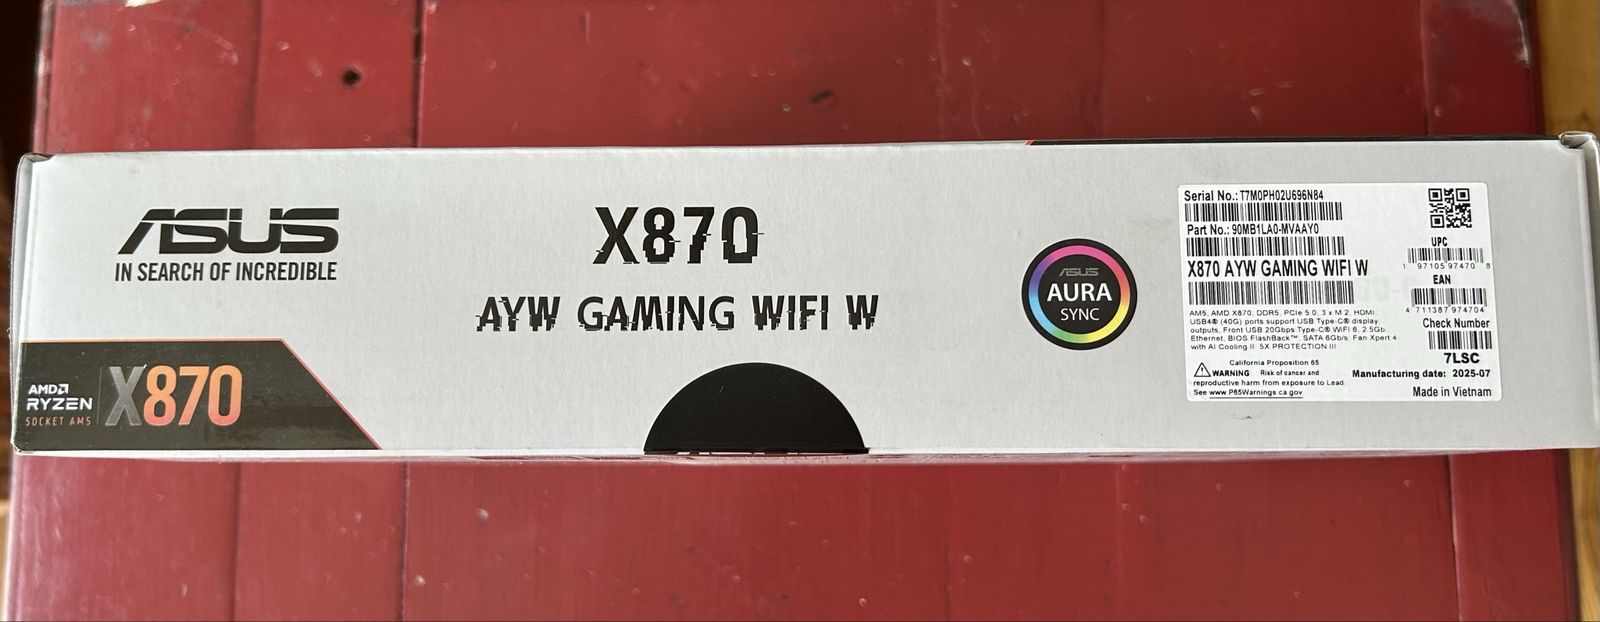 ASUS
IN SEARCH OF INCREDIBLE
AMD
RYZEN
SOCKET AM5
X870
X870
AYW GAMING WIFI W
ASUS
AURA
SYNC
Serial No.: T7M0PH02U696N84
Part No.: 90MB1LA0-MVAAY0
X870 AYW GAMING WIFI W
AM5, AMD X870, DDR5, PCIe 5.0, 3 x M.2, HDMI,
USB4® (40G) ports support USB Type-C® display
outputs, Front USB 20Gbps Type-C®, WIFI 6, 2.5Gb
Ethernet, BIOS FlashBack™, SATA 6Gb/s, Fan Xpert 4
with AI Cooling II, 5X PROTECTION III
California Proposition 65
WARNING Risk of cancer and
reproductive harm from exposure to Lead.
See www.P65Warnings.ca.gov
UPC
1 97105 97470 8
EAN
4 711387 974704
Check Number
7LSC
Manufacturing date: 2025-07
Made in Vietnam